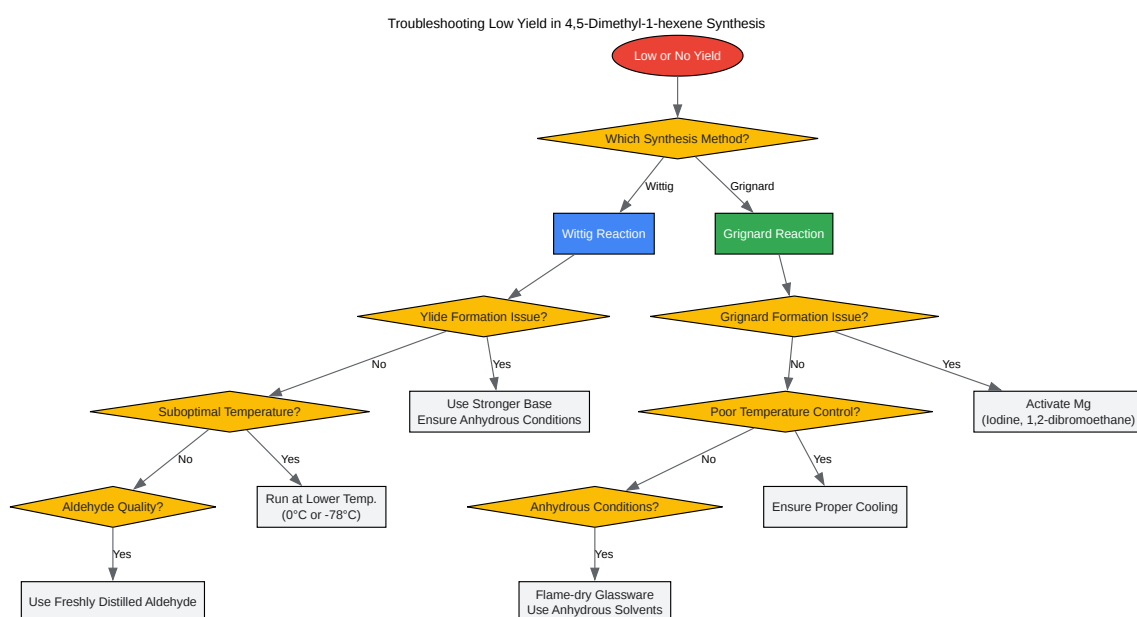 Troubleshooting Low Yield in 4,5-Dimethyl-1-hexene Synthesis
Low or No Yield
Which Synthesis Method?
Wittig
Grignard
Wittig Reaction
Grignard Reaction
Ylide Formation Issue?
Grignard Formation Issue?
No
Yes
No
Yes
Suboptimal Temperature?
Use Stronger Base
Ensure Anhydrous Conditions
Poor Temperature Control?
Activate Mg
(Iodine, 1,2-dibromoethane)
No
Yes
No
Yes
Aldehyde Quality?
Run at Lower Temp.
(0°C or -78°C)
Anhydrous Conditions?
Ensure Proper Cooling
Yes
Yes
Use Freshly Distilled Aldehyde
Flame-dry Glassware
Use Anhydrous Solvents